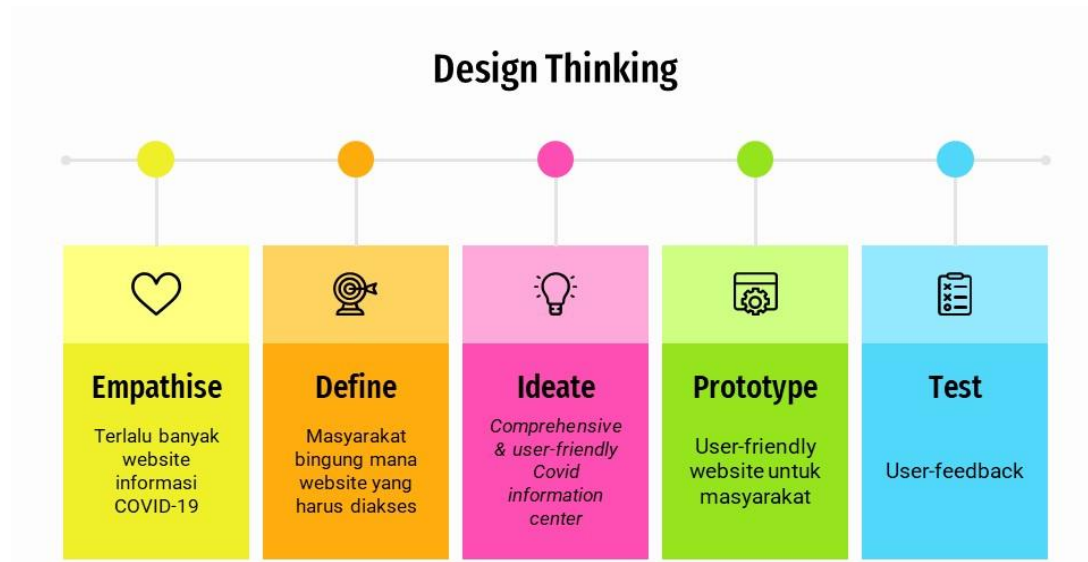 Design Thinking
Empathise
Terlalu banyak
website
informasi
COVID-19
Define
Masyarakat
bingung mana
website yang
harus diakses
Ideate
Comprehensive
& user-friendly
Covid
information
center
Prototype
User-friendly
website untuk
masyarakat
Test
User-feedback